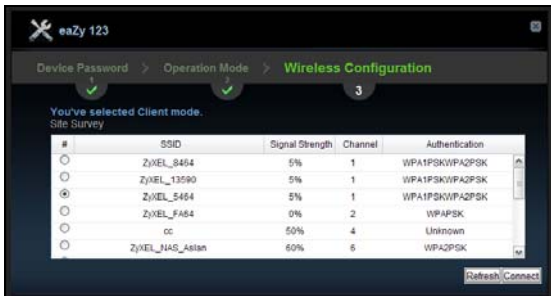 eaZy 123
Device Password > Operation Mode > Wireless Configuration
1 2 3
You've selected Client mode.
Site Survey
# SSID Signal Strength Channel Authentication
ZyXEL_8464 5% 1 WPA1PSKWPA2PSK
ZyXEL_13590 5% 1 WPA1PSKWPA2PSK
ZyXEL_5464 5% 1 WPA1PSKWPA2PSK
ZyXEL_FA64 0% 2 WPAPSK
cc 50% 4 Unknown
ZyXEL_NAS_Asian 60% 6 WPA2PSK
Refresh Connect